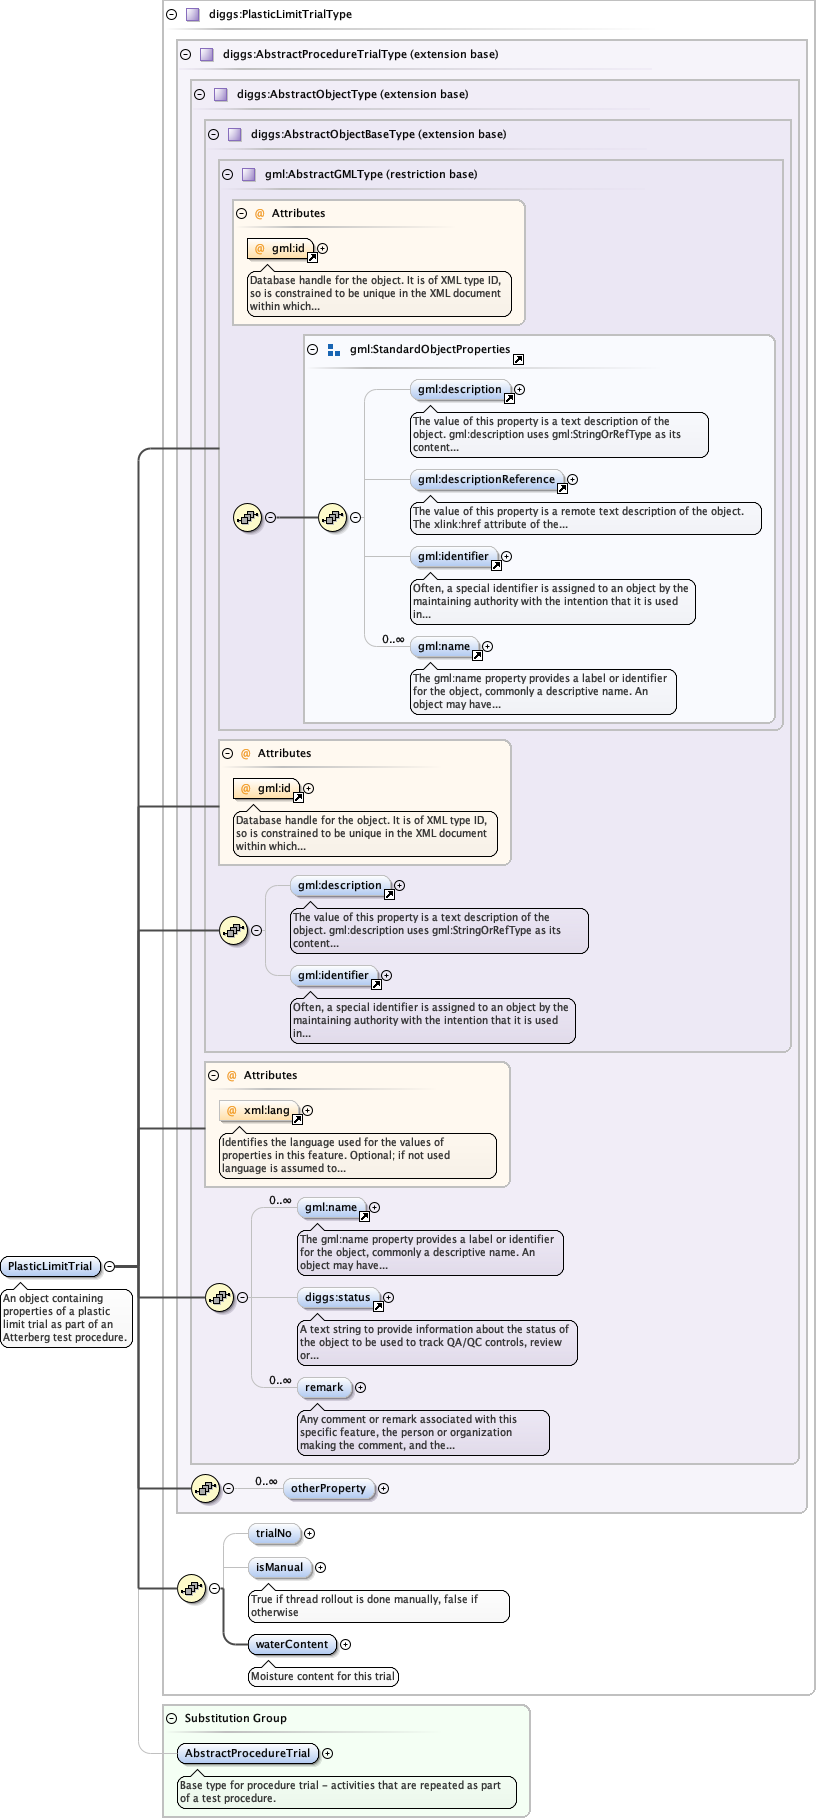 diggs:PlasticLimitTrialType
diggs:AbstractProcedureTrialType (extension base)
diggs:AbstractObjectType (extension base)
diggs:AbstractObjectBaseType (extension base)
gml:AbstractGMLType (restriction base)
@ Attributes
@ gml:id
Database handle for the object. It is of XML type ID,
so is constrained to be unique in the XML document
within which...
gml:StandardObjectProperties
gml:description
The value of this property is a text description of the
object. gml:description uses gml:StringOrRefType as its
content...
gml:descriptionReference
The value of this property is a remote text description of the object.
The xlink:href attribute of the...
gml:identifier
Often, a special identifier is assigned to an object by the
maintaining authority with the intention that it is used
in...
0..∞
gml:name
The gml:name property provides a label or identifier
for the object, commonly a descriptive name. An
object may have...
@ Attributes
@ gml:id
Database handle for the object. It is of XML type ID,
so is constrained to be unique in the XML document
within which...
gml:description
The value of this property is a text description of the
object. gml:description uses gml:StringOrRefType as its
content...
gml:identifier
Often, a special identifier is assigned to an object by the
maintaining authority with the intention that it is used
in...
@ Attributes
@ xml:lang
Identifies the language used for the values of
properties in this feature. Optional; if not used
language is assumed to...
0..∞
gml:name
The gml:name property provides a label or identifier
for the object, commonly a descriptive name. An
object may have...
PlasticLimitTrial
An object containing
properties of a plastic
limit trial as part of an
Atterberg test procedure.
diggs:status
A text string to provide information about the status of
the object to be used to track QA/QC controls, review
or...
0..∞
remark
Any comment or remark associated with this
specific feature, the person or organization
making the comment, and the...
0..∞
otherProperty
trialNo
isManual
True if thread rollout is done manually, false if
otherwise
waterContent
Moisture content for this trial
Substitution Group
AbstractProcedureTrial
Base type for procedure trial - activities that are repeated as part
of a test procedure.